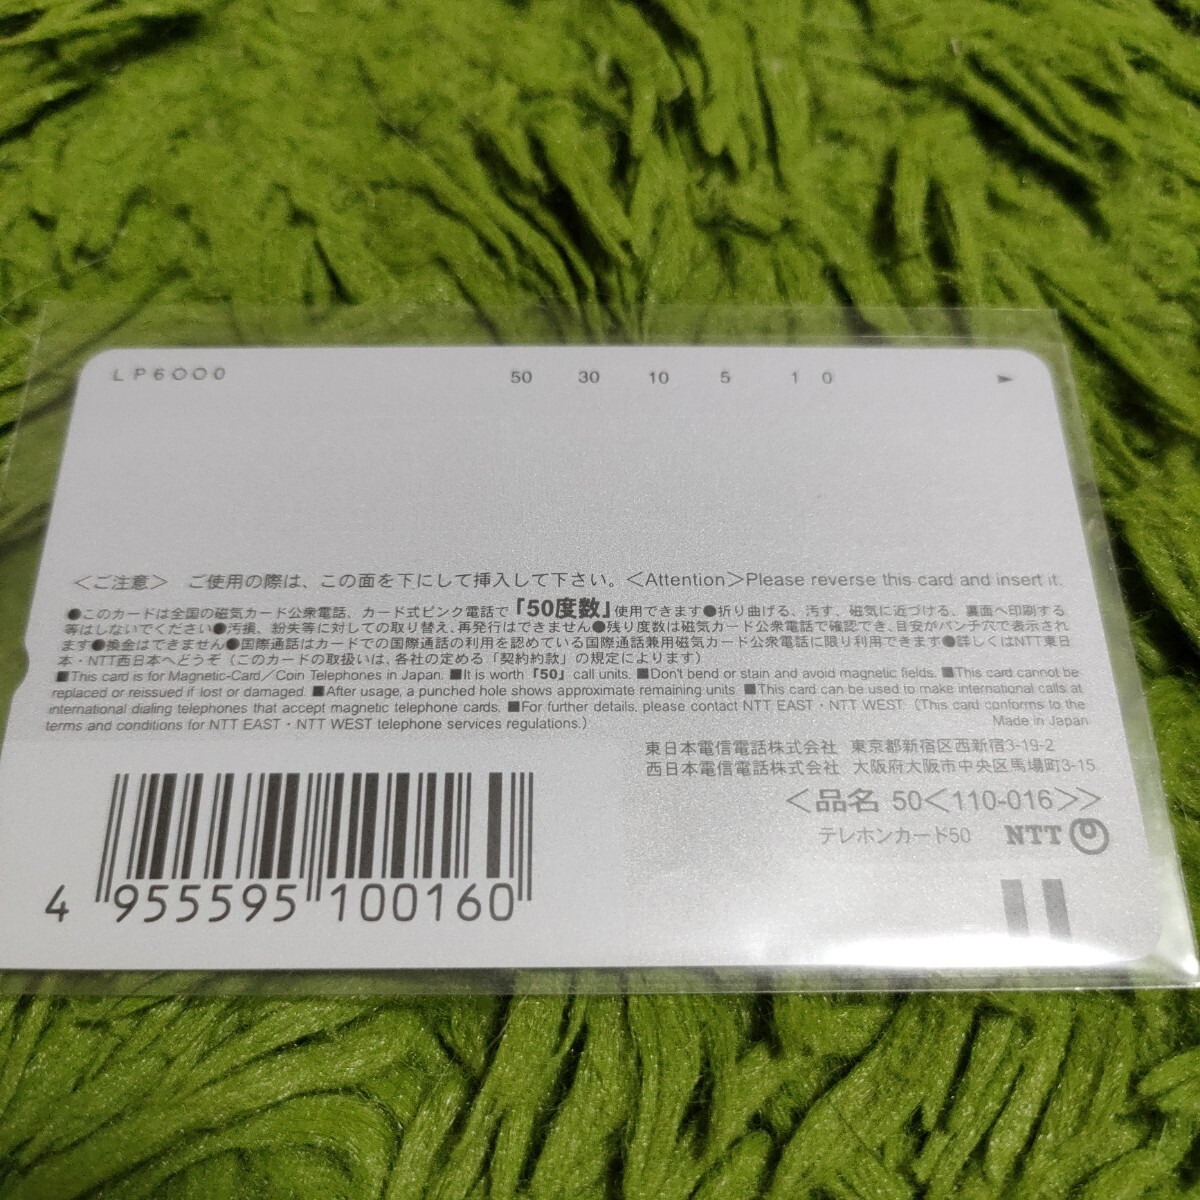 LP6000
50 30 10 5 1 0
<ご注意> ご使用の際は、この面を下にして挿入して下さい。<Attention>Please reverse this card and insert it.
●このカードは全国の磁気カード公衆電話、カード式ピンク電話で「50度数」使用できます●折り曲げる、汚す、磁気に近づける、裏面へ印刷する
等はしないでください●汚損、紛失等に対しての取り替え、再発行はできません●残り度数は磁気カード公衆電話で確認でき、目安がパンチ穴で表示され
ます●換金はできません●国際通話はカードでの国際通話の利用を認めている国際通話兼用磁気カード公衆電話に限り利用できます●詳しくはNTT東日
本・NTT西日本へどうぞ(このカードの取扱いは、各社の定める「契約約款」の規定によります)
■This card is for Magnetic-Card/Coin Telephones in Japan. ■It is worth「50」call units. ■Don't bend or stain and avoid magnetic fields. ■This card cannot be
replaced or reissued if lost or damaged. ■After usage, a punched hole shows approximate remaining units. ■This card can be used to make international calls at
international dialing telephones that accept magnetic telephone cards. ■For further details, please contact NTT EAST・NTT WEST (This card conforms to the
terms and conditions for NTT EAST・NTT WEST telephone services regulations.)
Made in Japan
東日本電信電話株式会社 東京都新宿区西新宿3-19-2
西日本電信電話株式会社 大阪府大阪市中央区馬場町3-15
<品名 50<110-016>>
テレホンカード50 NTT
4 955595 100160